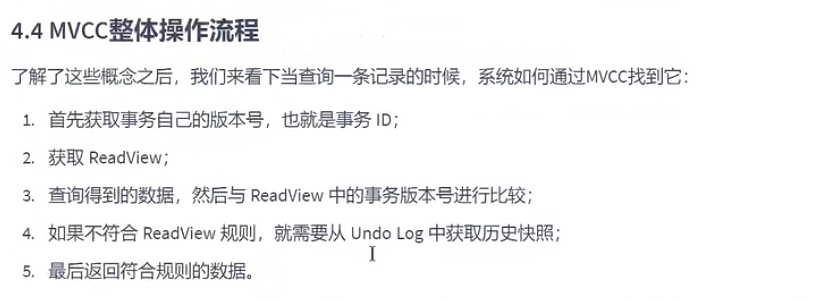 4.4 MVCC整体操作流程
了解了这些概念之后，我们来看下当查询一条记录的时候，系统如何通过MVCC找到它：
1. 首先获取事务自己的版本号，也就是事务 ID；
2. 获取 ReadView；
3. 查询得到的数据，然后与 ReadView 中的事务版本号进行比较；
4. 如果不符合 ReadView 规则，就需要从 Undo Log 中获取历史快照；
5. 最后返回符合规则的数据。